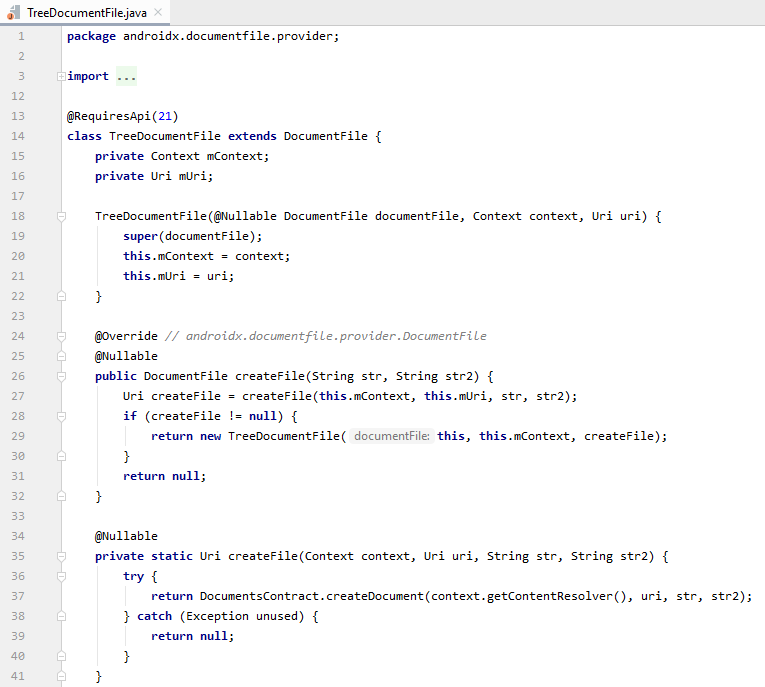 TreeDocumentFile.java
1 package androidx.documentfile.provider;
2
3 import ...
12
13 @RequiresApi(21)
14 class TreeDocumentFile extends DocumentFile {
15 private Context mContext;
16 private Uri mUri;
17
18 TreeDocumentFile(@Nullable DocumentFile documentFile, Context context, Uri uri) {
19 super(documentFile);
20 this.mContext = context;
21 this.mUri = uri;
22 }
23
24 @Override // androidx.documentfile.provider.DocumentFile
25 @Nullable
26 public DocumentFile createFile(String str, String str2) {
27 Uri createFile = createFile(this.mContext, this.mUri, str, str2);
28 if (createFile != null) {
29 return new TreeDocumentFile( documentFile: this, this.mContext, createFile);
30 }
31 return null;
32 }
33
34 @Nullable
35 private static Uri createFile(Context context, Uri uri, String str, String str2) {
36 try {
37 return DocumentsContract.createDocument(context.getContentResolver(), uri, str, str2);
38 } catch (Exception unused) {
39 return null;
40 }
41 }